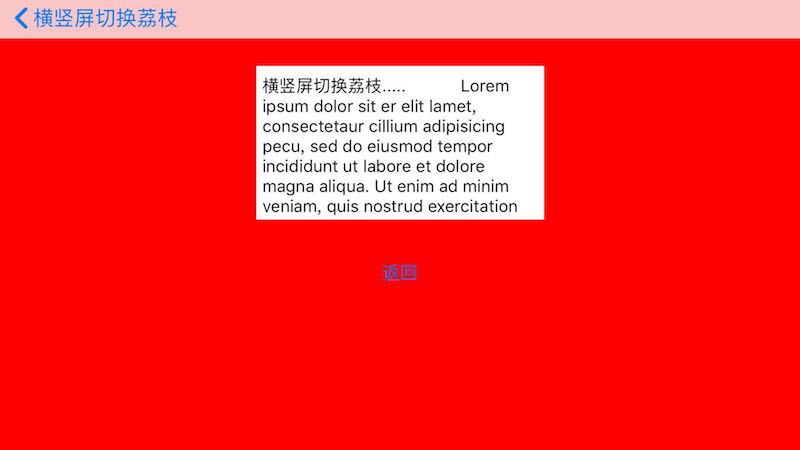 横竖屏切换荔枝
横竖屏切换荔枝..... Lorem
ipsum dolor sit er elit lamet,
consectetaur cillium adipisicing
pecu, sed do eiusmod tempor
incididunt ut labore et dolore
magna aliqua. Ut enim ad minim
veniam, quis nostrud exercitation
返回